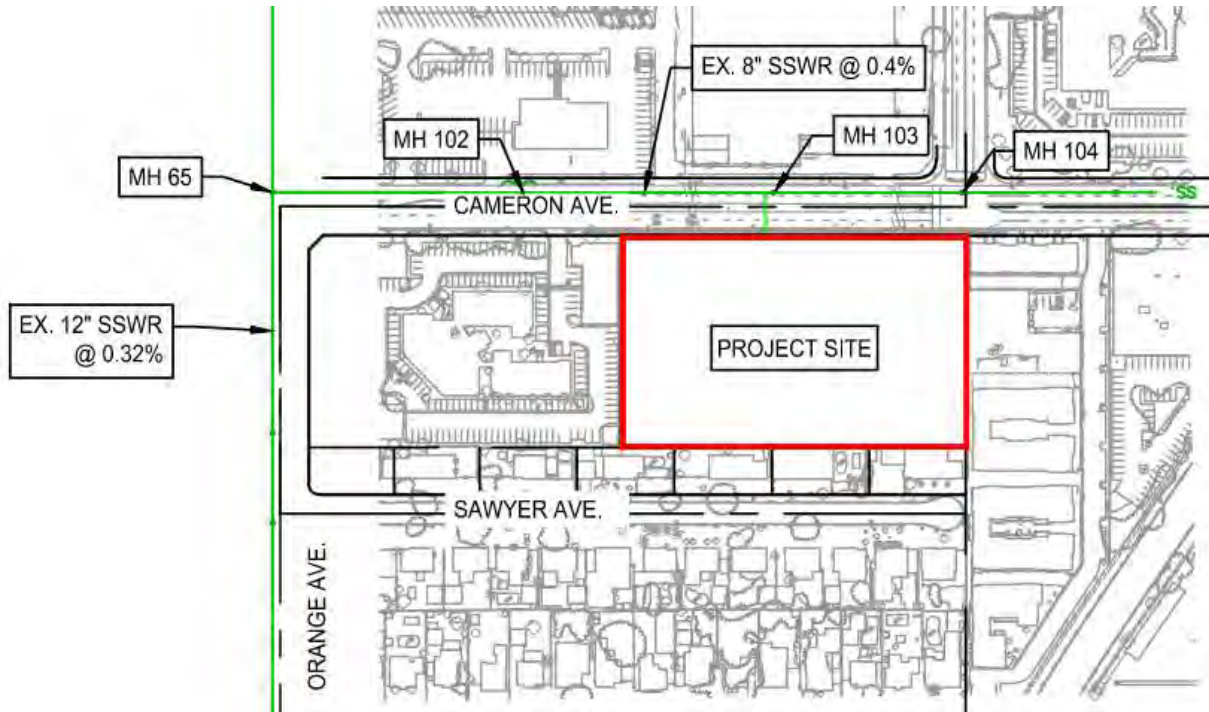 EX. 8" SSWR @ 0.4%
MH 102
MH 103
MH 104
MH 65
SS
CAMERON AVE.
EX. 12" SSWR
@ 0.32%
PROJECT SITE
SAWYER AVE.
ORANGE AVE.